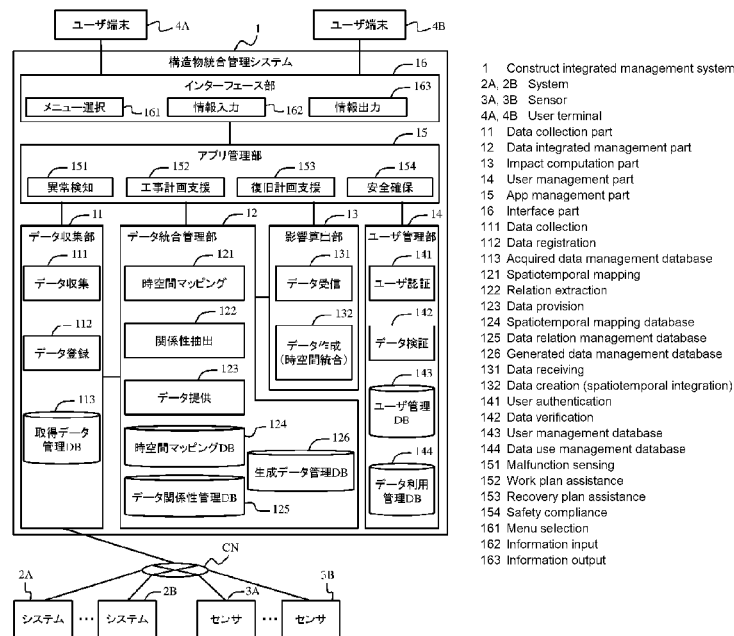 ユーザ端末 4A
ユーザ端末 4B
1
構造物統合管理システム
16
インターフェース部
メニュー選択 161
情報入力 162
情報出力 163
15
アプリ管理部
151 152 153 154
異常検知 工事計画支援 復旧計画支援 安全確保
11
データ収集部
111
データ収集
112
データ登録
113
取得データ
管理DB
12
データ統合管理部
121
時空間マッピング
122
関係性抽出
123
データ提供
124
時空間マッピングDB
126
生成データ管理DB
データ関係性管理DB
125
13
影響算出部
131
データ受信
132
データ作成
(時空間統合)
14
ユーザ管理部
141
ユーザ認証
142
データ検証
143
ユーザ管理
DB
144
データ利用
管理DB
CN
2A 2B 3A 3B
システム ... システム センサ ... センサ
1 Construct integrated management system
2A, 2B System
3A, 3B Sensor
4A, 4B User terminal
11 Data collection part
12 Data integrated management part
13 Impact computation part
14 User management part
15 App management part
16 Interface part
111 Data collection
112 Data registration
113 Acquired data management database
121 Spatiotemporal mapping
122 Relation extraction
123 Data provision
124 Spatiotemporal mapping database
125 Data relation management database
126 Generated data management database
131 Data receiving
132 Data creation (spatiotemporal integration)
141 User authentication
142 Data verification
143 User management database
144 Data use management database
151 Malfunction sensing
152 Work plan assistance
153 Recovery plan assistance
154 Safety compliance
161 Menu selection
162 Information input
163 Information output